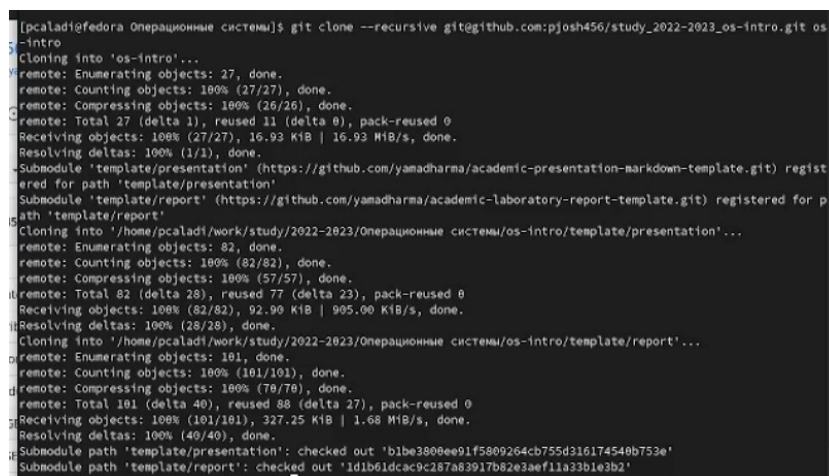 [pcaladi@fedora Операционные системы]$ git clone --recursive git@github.com:pjosh456/study_2022-2023_os-intro.git os
-intro
Cloning into 'os-intro'...
remote: Enumerating objects: 27, done.
remote: Counting objects: 100% (27/27), done.
remote: Compressing objects: 100% (26/26), done.
remote: Total 27 (delta 1), reused 11 (delta 0), pack-reused 0
Receiving objects: 100% (27/27), 16.93 KiB | 16.93 MiB/s, done.
Resolving deltas: 100% (1/1), done.
Submodule 'template/presentation' (https://github.com/yamadharma/academic-presentation-markdown-template.git) regist
ered for path 'template/presentation'
Submodule 'template/report' (https://github.com/yamadharma/academic-laboratory-report-template.git) registered for p
ath 'template/report'
Cloning into '/home/pcaladi/work/study/2022-2023/Операционные системы/os-intro/template/presentation'...
remote: Enumerating objects: 82, done.
remote: Counting objects: 100% (82/82), done.
remote: Compressing objects: 100% (57/57), done.
remote: Total 82 (delta 28), reused 77 (delta 23), pack-reused 0
Receiving objects: 100% (82/82), 92.90 KiB | 905.00 KiB/s, done.
Resolving deltas: 100% (28/28), done.
Cloning into '/home/pcaladi/work/study/2022-2023/Операционные системы/os-intro/template/report'...
remote: Enumerating objects: 101, done.
remote: Counting objects: 100% (101/101), done.
remote: Compressing objects: 100% (70/70), done.
remote: Total 101 (delta 40), reused 88 (delta 27), pack-reused 0
Receiving objects: 100% (101/101), 327.25 KiB | 1.68 MiB/s, done.
Resolving deltas: 100% (40/40), done.
Submodule path 'template/presentation': checked out 'b1be3800ee91f5809264cb755d316174540b753e'
Submodule path 'template/report': checked out '1d1b61dcac9c287a83917b82e3aef11a33b1e3b2'